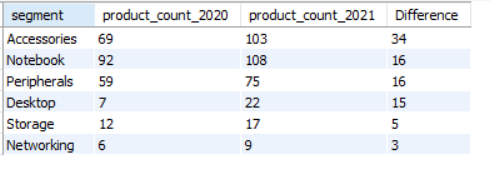 segment product_count_2020 product_count_2021 Difference
Accessories 69 103 34
Notebook 92 108 16
Peripherals 59 75 16
Desktop 7 22 15
Storage 12 17 5
Networking 6 9 3